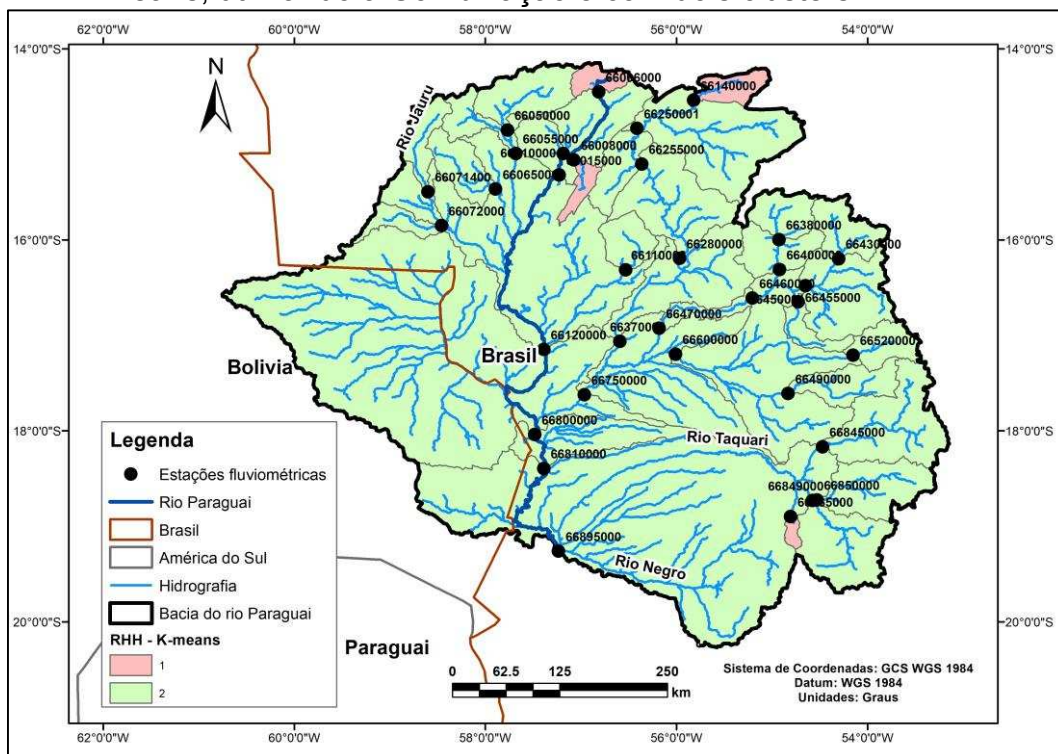 62°0'0"W 60°0'0"W 58°0'0"W 56°0'0"W 54°0'0"W
14°0'0"S 14°0'0"S
N
Rio Jauru
66006000
66140000
66050000
66250001
66055000
66008000
66255000
66065000
66071400
66072000
16°0'0"S 16°0'0"S
66380000
66430000
66280000
66400000
66460000
66455000
66470000
66120000
66600000
66520000
Brasil
Bolivia
66750000
66490000
18°0'0"S 18°0'0"S
66800000
Rio Taquari
66845000
66810000
66850000
66895000
Rio Negro
Legenda
Estações fluviométricas
Rio Paraguai
Brasil
América do Sul
Hidrografia
Bacia do rio Paraguai
RHH - K-means
1
2
20°0'0"S 20°0'0"S
Paraguai
0 62.5 125 250
km
Sistema de Coordenadas: GCS WGS 1984
Datum: WGS 1984
Unidades: Graus
62°0'0"W 60°0'0"W 58°0'0"W 56°0'0"W 54°0'0"W